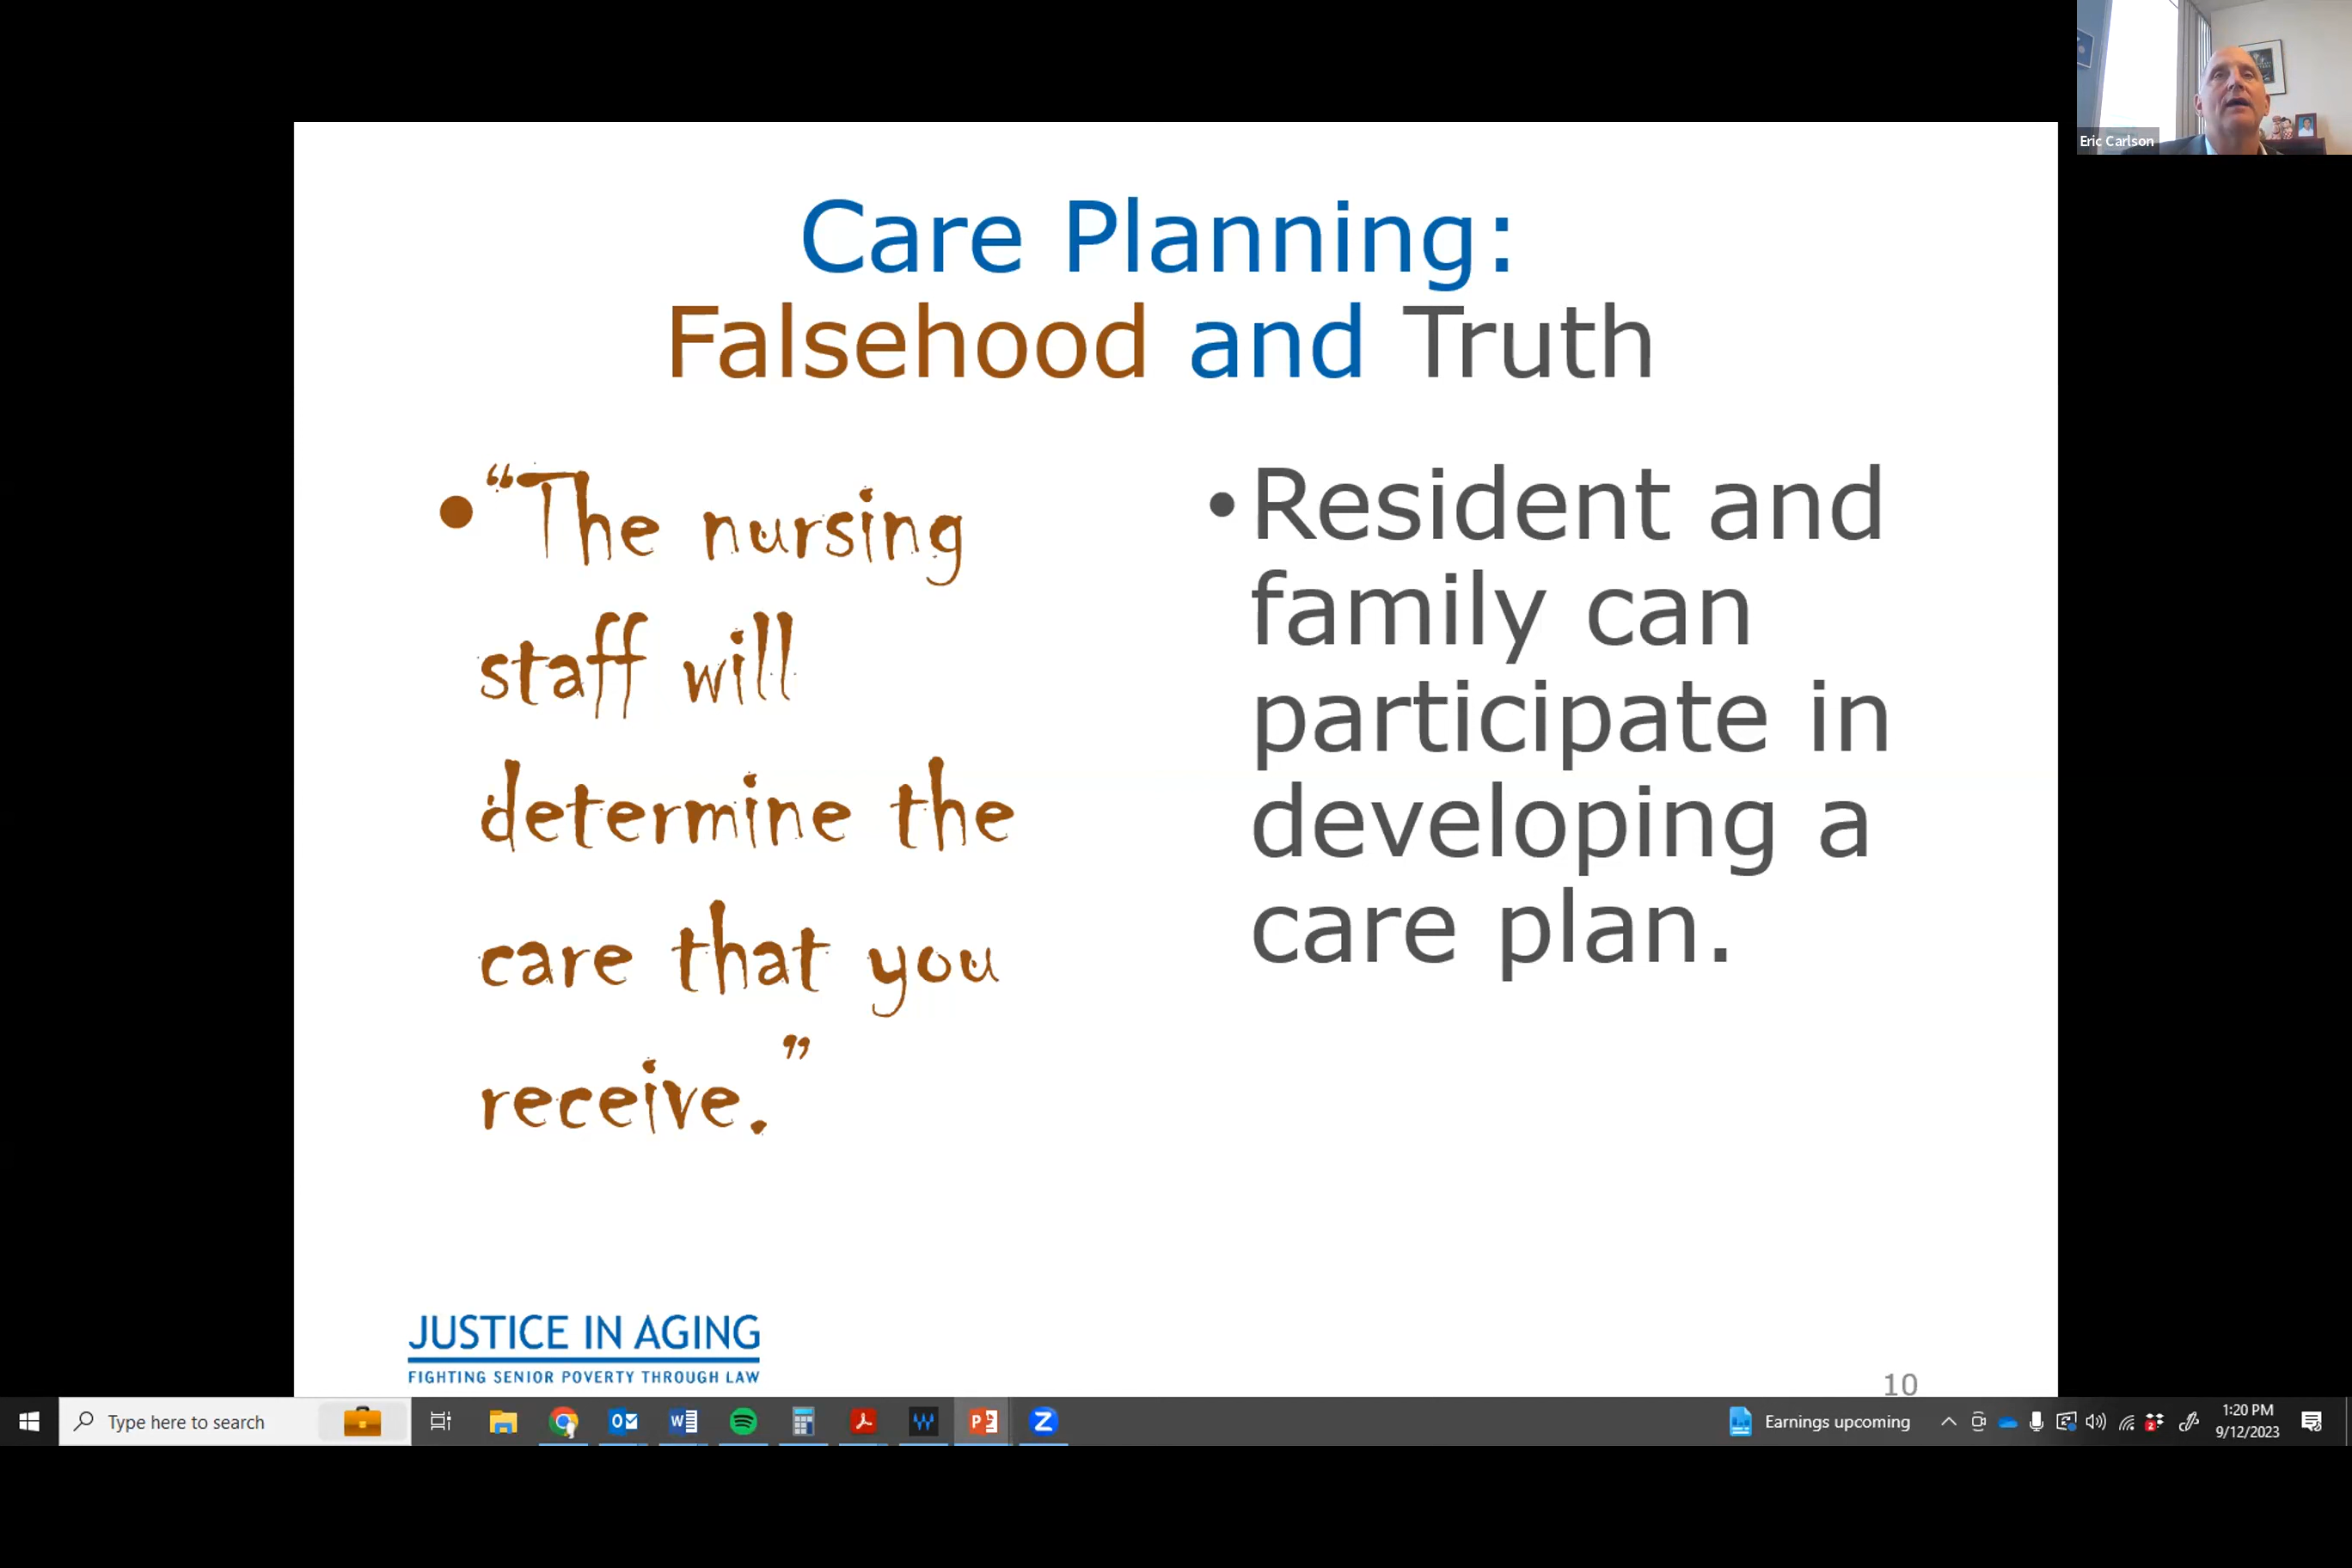 Eric Carlson
Care Planning:
Falsehood and Truth
•“The nursing
staff will
determine the
care that you
receive.”
•Resident and
family can
participate in
developing a
care plan.
JUSTICE IN AGING
FIGHTING SENIOR POVERTY THROUGH LAW
10
Type here to search
Earnings upcoming
1:20 PM
9/12/2023